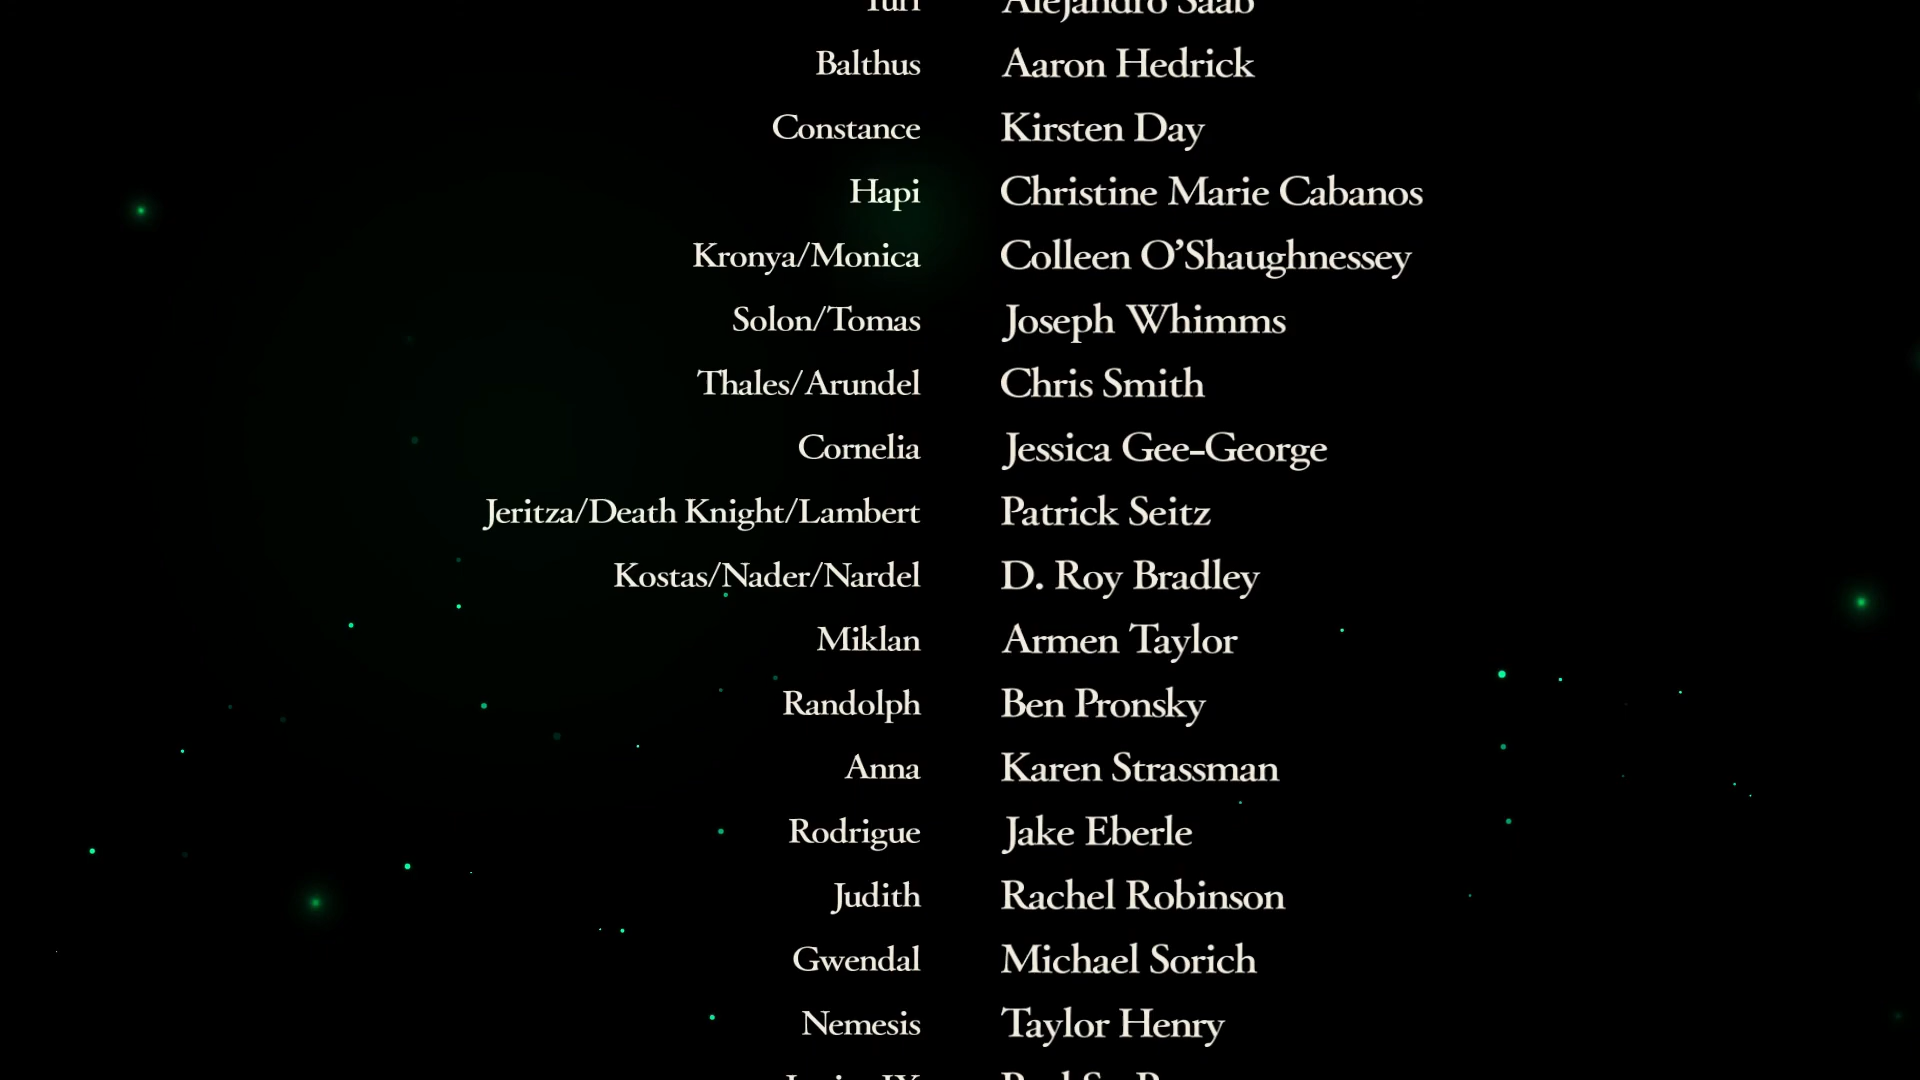 Yuri Alejandro Saab
Balthus Aaron Hedrick
Constance Kirsten Day
Hapi Christine Marie Cabanos
Kronya/Monica Colleen O’Shaughnessey
Solon/Tomas Joseph Whimms
Thales/Arundel Chris Smith
Cornelia Jessica Gee-George
Jeritza/Death Knight/Lambert Patrick Seitz
Kostas/Nader/Nardel D. Roy Bradley
Miklan Armen Taylor
Randolph Ben Pronsky
Anna Karen Strassman
Rodrigue Jake Eberle
Judith Rachel Robinson
Gwendal Michael Sorich
Nemesis Taylor Henry